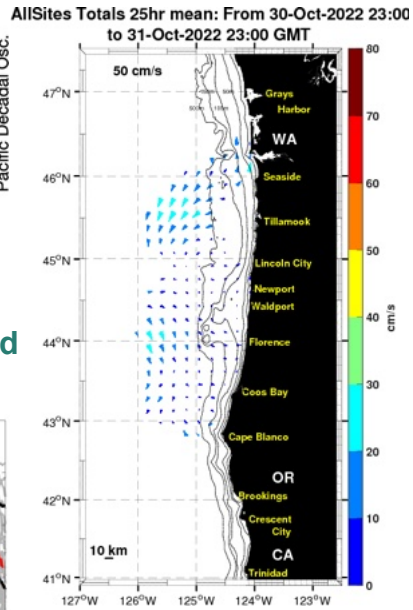 AllSites Totals 25hr mean: From 30-Oct-2022 23:00
to 31-Oct-2022 23:00 GMT
Pacific Decadal Osc.
50 cm/s
47°N
46°N
45°N
44°N
43°N
42°N
41°N
127°W
126°W
125°W
124°W
123°W
Grays
Harbor
WA
Seaside
Tillamook
Lincoln City
Newport
Waldport
Florence
Coos Bay
Cape Blanco
OR
Brookings
Crescent
City
CA
Trinidad
10 km
d
80
70
60
50
40
30
20
10
0
cm/s